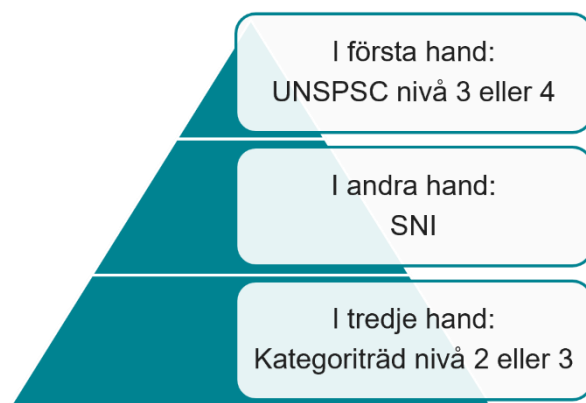 I första hand:
UNSPSC nivå 3 eller 4
I andra hand:
SNI
I tredje hand:
Kategoriträd nivå 2 eller 3